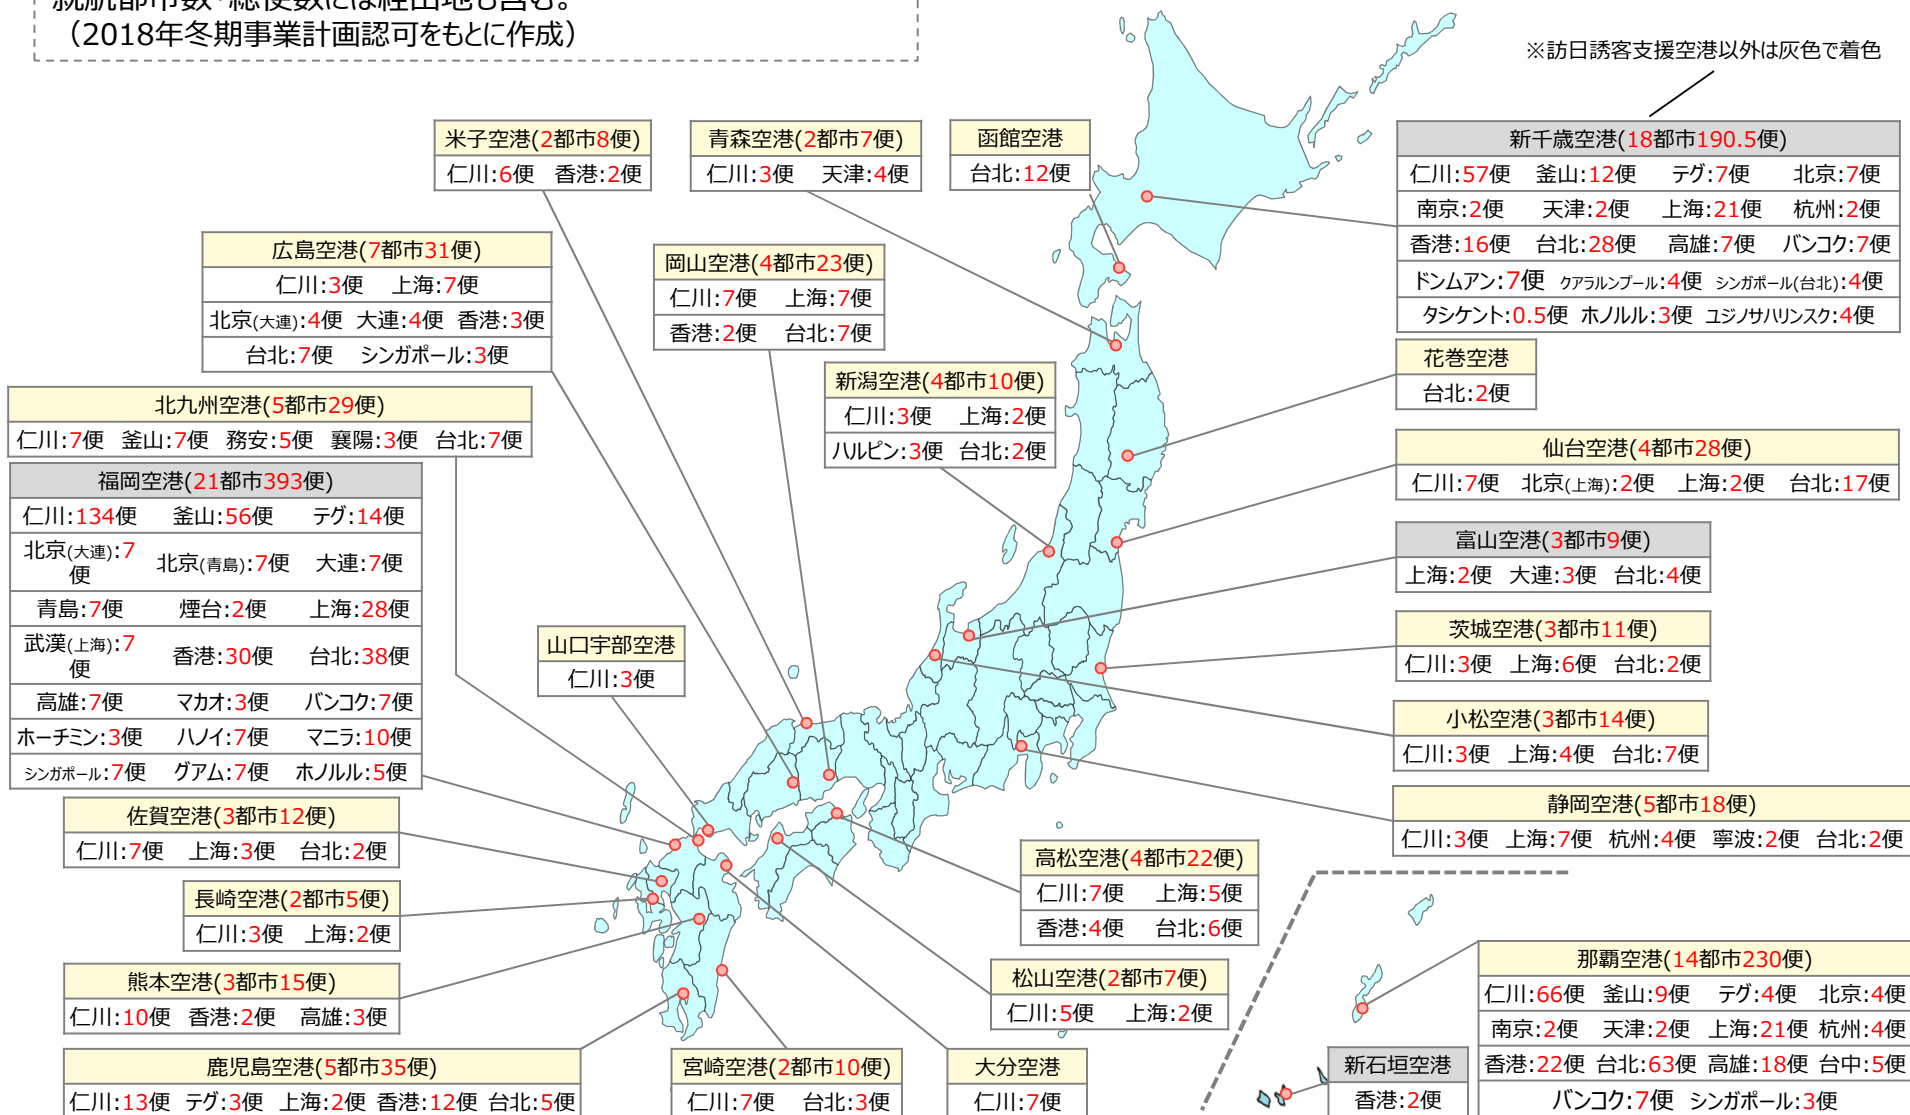 (2018年冬期事業計画認可をもとに作成)
※訪日誘客支援空港以外は灰色で着色
米子空港(2都市8便)
仁川:6便 香港:2便
青森空港(2都市7便)
仁川:3便 天津:4便
函館空港
台北:12便
新千歳空港(18都市190.5便)
仁川:57便 釜山:12便 テグ:7便 北京:7便
南京:2便 天津:2便 上海:21便 杭州:2便
香港:16便 台北:28便 高雄:7便 バンコク:7便
ドンムアン:7便 クアラルンプール:4便 シンガポール(台北):4便
タシケント:0.5便 ホノルル:3便 ユジノサハリンスク:4便
広島空港(7都市31便)
仁川:3便 上海:7便
北京(大連):4便 大連:4便 香港:3便
台北:7便 シンガポール:3便
岡山空港(4都市23便)
仁川:7便 上海:7便
香港:2便 台北:7便
新潟空港(4都市10便)
仁川:3便 上海:2便
ハルピン:3便 台北:2便
花巻空港
台北:2便
北九州空港(5都市29便)
仁川:7便 釜山:7便 務安:5便 襄陽:3便 台北:7便
仙台空港(4都市28便)
仁川:7便 北京(上海):2便 上海:2便 台北:17便
福岡空港(21都市393便)
仁川:134便 釜山:56便 テグ:14便
北京(大連):7便 北京(青島):7便 大連:7便
青島:7便 煙台:2便 上海:28便
武漢(上海):7便 香港:30便 台北:38便
高雄:7便 マカオ:3便 バンコク:7便
ホーチミン:3便 ハノイ:7便 マニラ:10便
シンガポール:7便 グアム:7便 ホノルル:5便
富山空港(3都市9便)
上海:2便 大連:3便 台北:4便
山口宇部空港
仁川:3便
茨城空港(3都市11便)
仁川:3便 上海:6便 台北:2便
小松空港(3都市14便)
仁川:3便 上海:4便 台北:7便
静岡空港(5都市18便)
仁川:3便 上海:7便 杭州:4便 寧波:2便 台北:2便
佐賀空港(3都市12便)
仁川:7便 上海:3便 台北:2便
高松空港(4都市22便)
仁川:7便 上海:5便
香港:4便 台北:6便
長崎空港(2都市5便)
仁川:3便 上海:2便
熊本空港(3都市15便)
仁川:10便 香港:2便 高雄:3便
松山空港(2都市7便)
仁川:5便 上海:2便
那覇空港(14都市230便)
仁川:66便 釜山:9便 テグ:4便 北京:4便
南京:2便 天津:2便 上海:21便 杭州:4便
香港:22便 台北:63便 高雄:18便 台中:5便
バンコク:7便 シンガポール:3便
鹿児島空港(5都市35便)
仁川:13便 テグ:3便 上海:2便 香港:12便 台北:5便
宮崎空港(2都市10便)
仁川:7便 台北:3便
大分空港
仁川:7便
新石垣空港
香港:2便